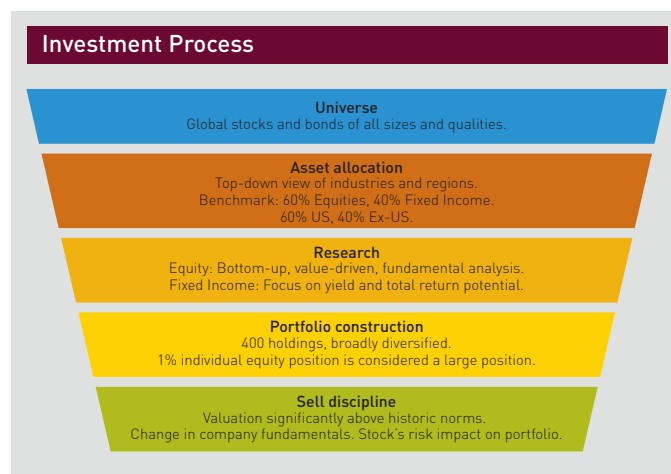 Investment Process
Universe
Global stocks and bonds of all sizes and qualities.
Asset allocation
Top-down view of industries and regions.
Benchmark: 60% Equities, 40% Fixed Income.
60% US, 40% Ex-US.
Research
Equity: Bottom-up, value-driven, fundamental analysis.
Fixed Income: Focus on yield and total return potential.
Portfolio construction
400 holdings, broadly diversified.
1% individual equity position is considered a large position.
Sell discipline
Valuation significantly above historic norms.
Change in company fundamentals. Stock's risk impact on portfolio.